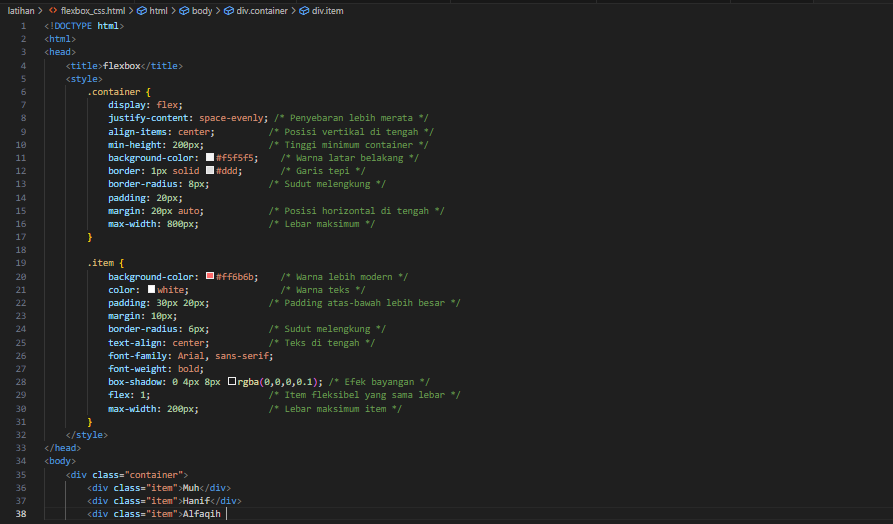 latihan > <> flexbox_css.html > html > body > div.container > div.item
1 <!DOCTYPE html>
2 <html>
3 <head>
4 <title>flexbox</title>
5 <style>
6 .container {
7 display: flex;
8 justify-content: space-evenly; /* Penyebaran lebih merata */
9 align-items: center; /* Posisi vertikal di tengah */
10 min-height: 200px; /* Tinggi minimum container */
11 background-color: #f5f5f5; /* Warna latar belakang */
12 border: 1px solid #ddd; /* Garis tepi */
13 border-radius: 8px; /* Sudut melengkung */
14 padding: 20px;
15 margin: 20px auto; /* Posisi horizontal di tengah */
16 max-width: 800px; /* Lebar maksimum */
17 }
18
19 .item {
20 background-color: #ff6b6b; /* Warna lebih modern */
21 color: white; /* Warna teks */
22 padding: 30px 20px; /* Padding atas-bawah lebih besar */
23 margin: 10px;
24 border-radius: 6px; /* Sudut melengkung */
25 text-align: center; /* Teks di tengah */
26 font-family: Arial, sans-serif;
27 font-weight: bold;
28 box-shadow: 0 4px 8px rgba(0,0,0,0.1); /* Efek bayangan */
29 flex: 1; /* Item fleksibel yang sama lebar */
30 max-width: 200px; /* Lebar maksimum item */
31 }
32 </style>
33 </head>
34 <body>
35 <div class="container">
36 <div class="item">Muh</div>
37 <div class="item">Hanif</div>
38 <div class="item">Alfaqih